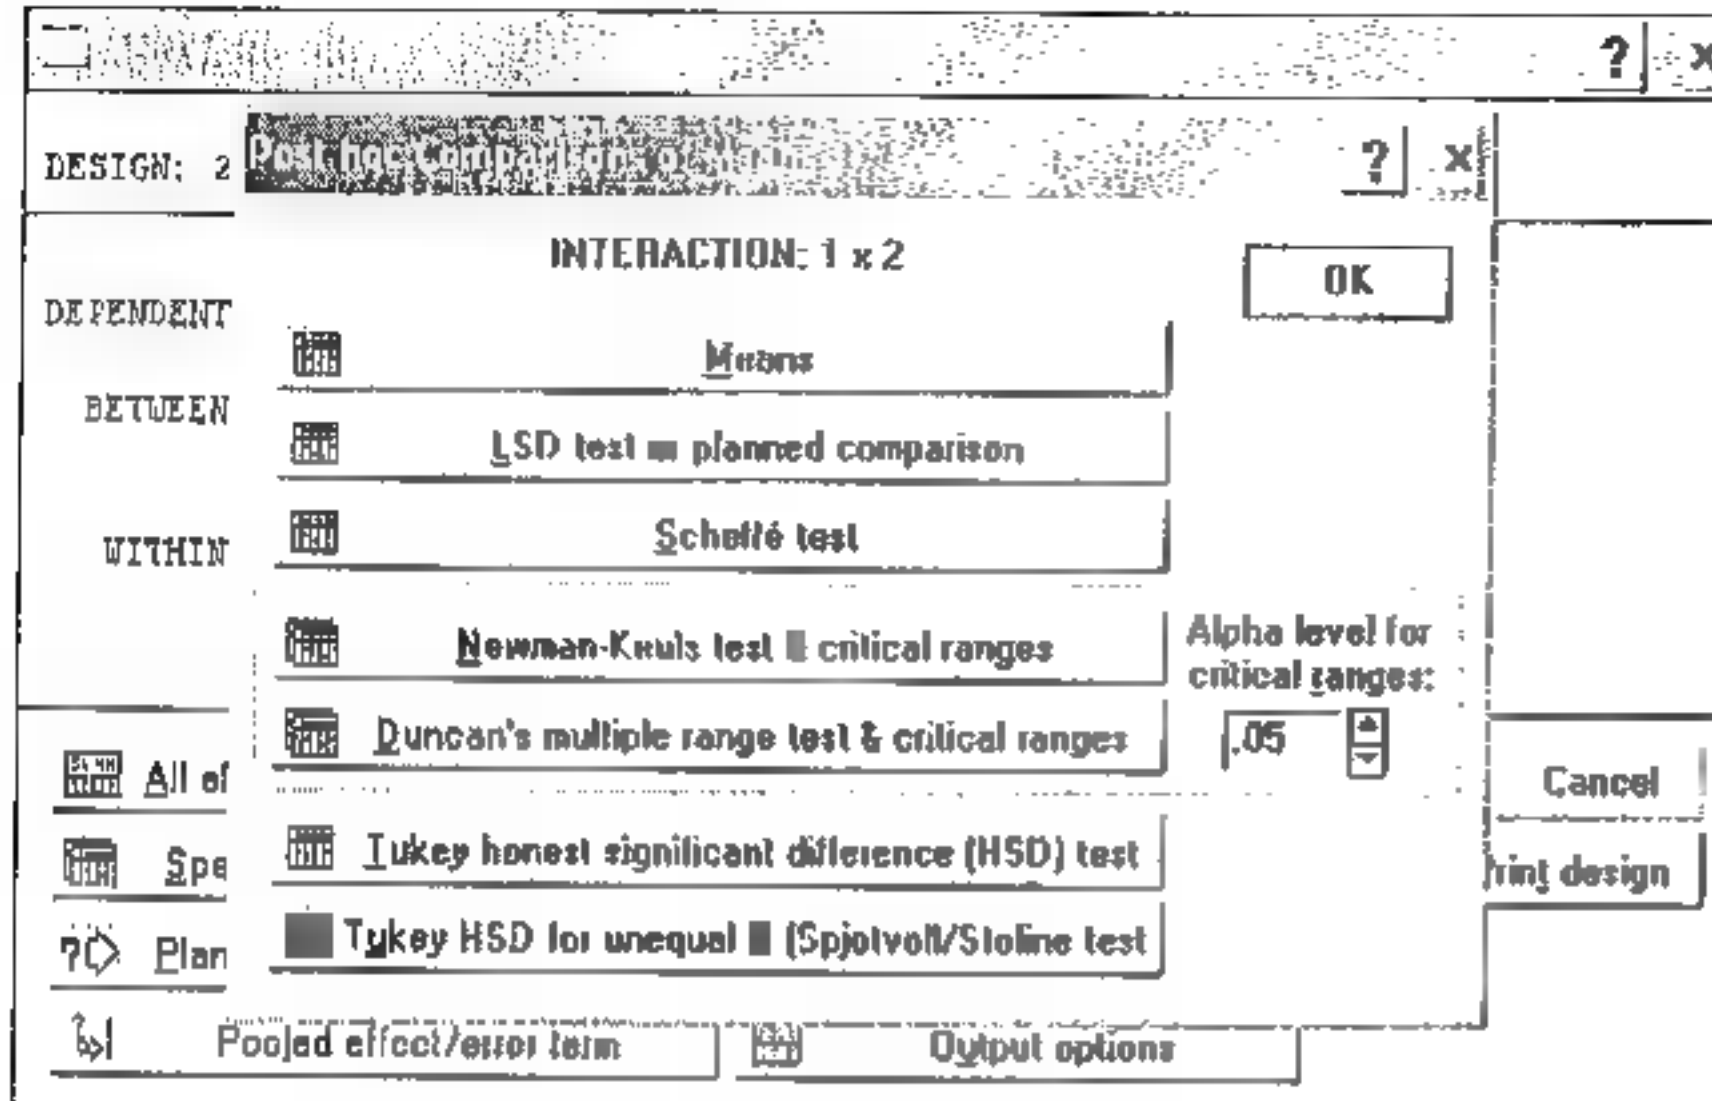 ?
x
DESIGN: 2
Post hoc Comparisons of
?
x
INTERACTION: 1 x 2
OK
DEPENDENT
Means
BETWEEN
LSD test planned comparison
WITHIN
Scheffé test
Newman-Keuls test critical ranges
Alpha level for
critical ranges:
Duncan's multiple range test & critical ranges
.05
All ef
Cancel
Tukey honest significant difference (HSD) test
Spe
rint design
Tukey HSD for unequal (Spjotvoll/Stoline test
Plan
Pooled effect/error term
Output options